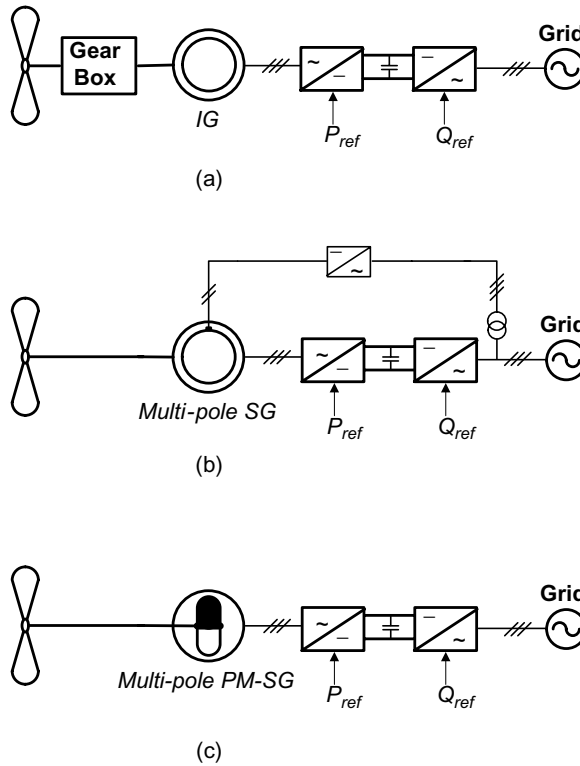 Gear
Box
Grid
IG
P_ref
Q_ref
(a)
Grid
Multi-pole SG
P_ref
Q_ref
(b)
Grid
Multi-pole PM-SG
P_ref
Q_ref
(c)